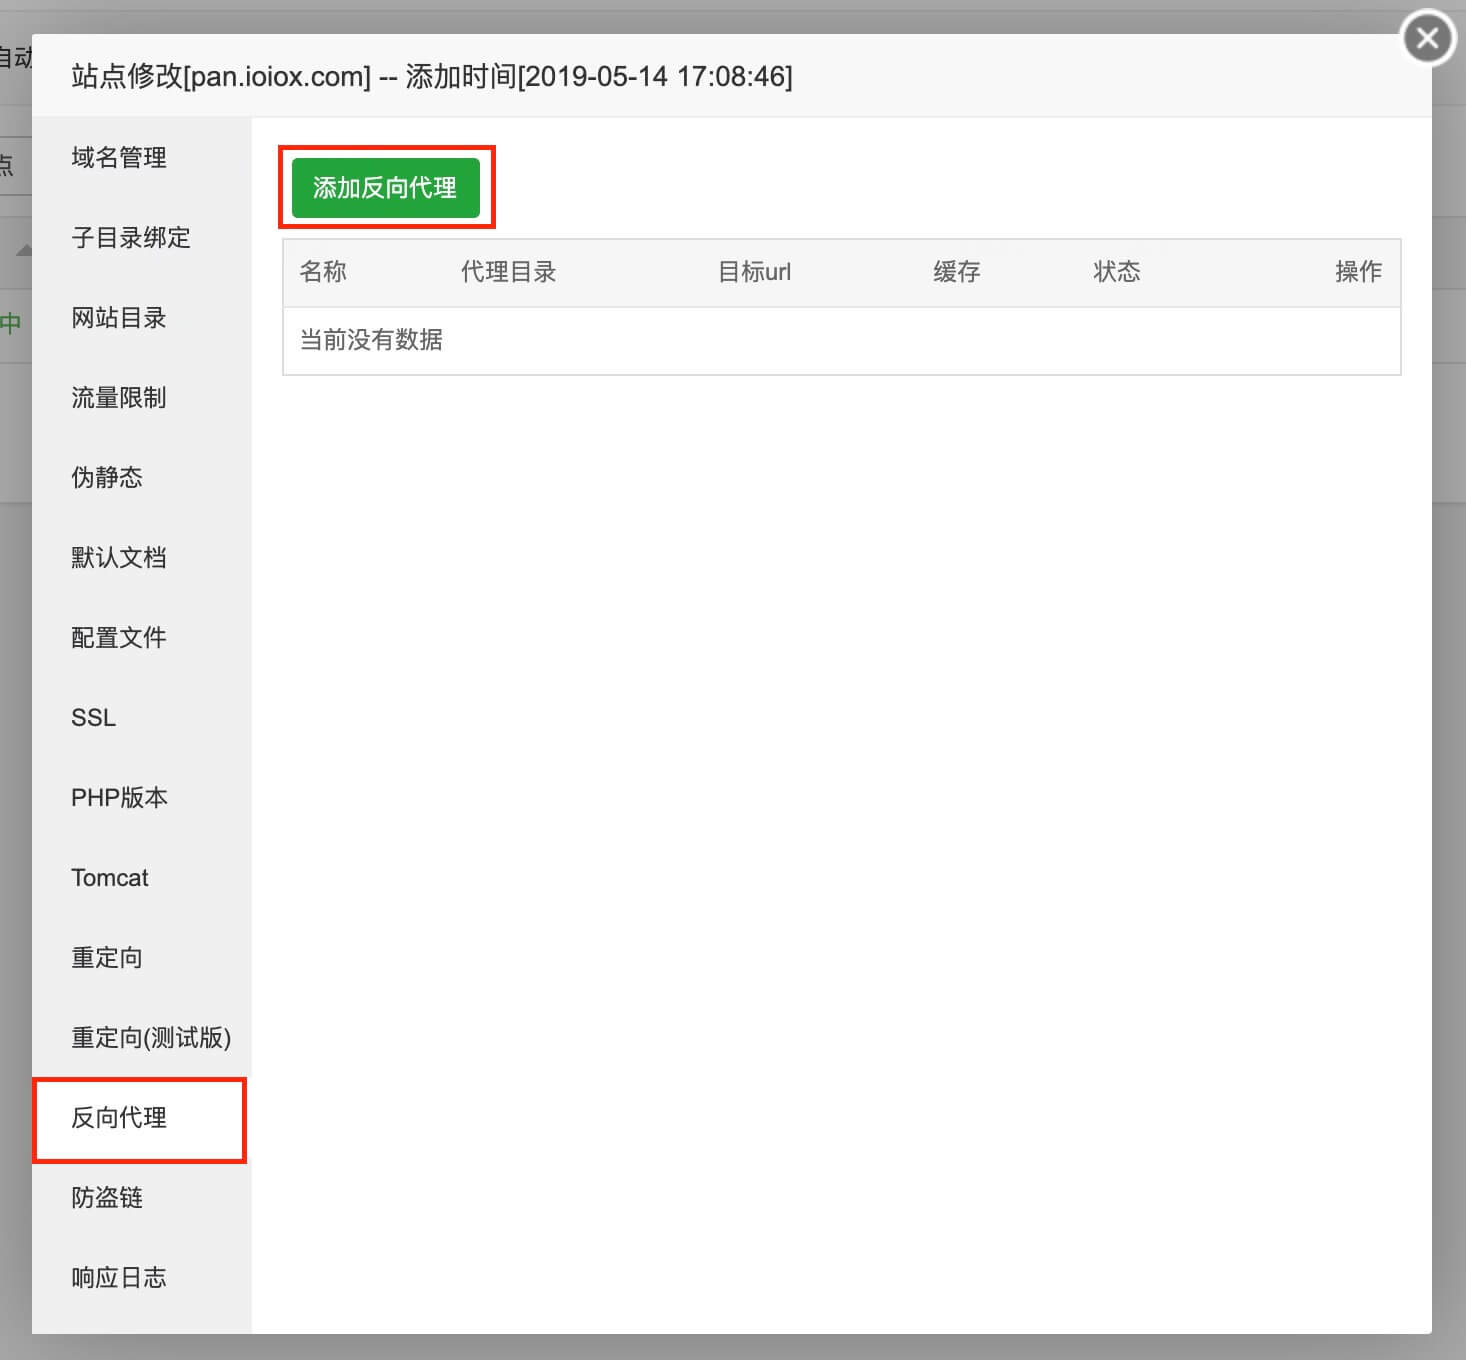 自动
站点修改[pan.ioiox.com] -- 添加时间[2019-05-14 17:08:46]
点
中
域名管理
子目录绑定
网站目录
流量限制
伪静态
默认文档
配置文件
SSL
PHP版本
Tomcat
重定向
重定向(测试版)
反向代理
防盗链
响应日志
添加反向代理
名称 代理目录 目标url 缓存 状态 操作
当前没有数据